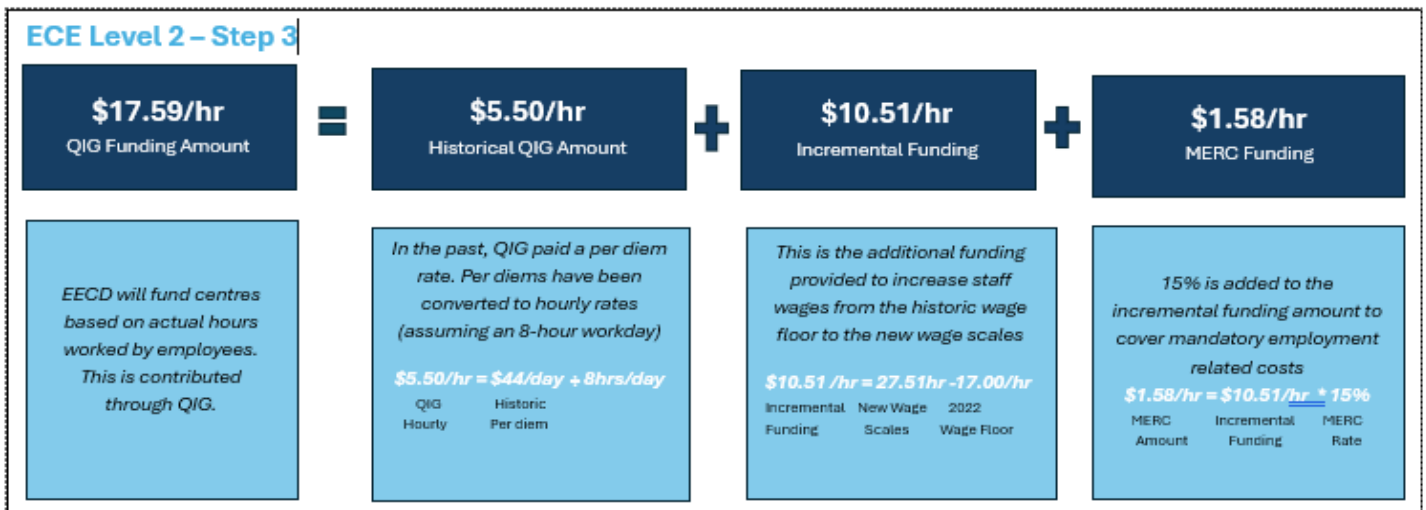 ECE Level 2 – Step 3
$17.59/hr
QIG Funding Amount
=
$5.50/hr
Historical QIG Amount
+
$10.51/hr
Incremental Funding
+
$1.58/hr
MERC Funding
EECD will fund centres
based on actual hours
worked by employees.
This is contributed
through QIG.
In the past, QIG paid a per diem
rate. Per diems have been
converted to hourly rates
(assuming an 8-hour workday)
$5.50/hr = $44/day ÷ 8hrs/day
QIG Historic
Hourly Per diem
This is the additional funding
provided to increase staff
wages from the historic wage
floor to the new wage scales
$10.51 /hr = 27.51hr -17.00/hr
Incremental New Wage 2022
Funding Scales Wage Floor
15% is added to the
incremental funding amount to
cover mandatory employment
related costs
$1.58/hr = $10.51/hr * 15%
MERC Incremental MERC
Amount Funding Rate